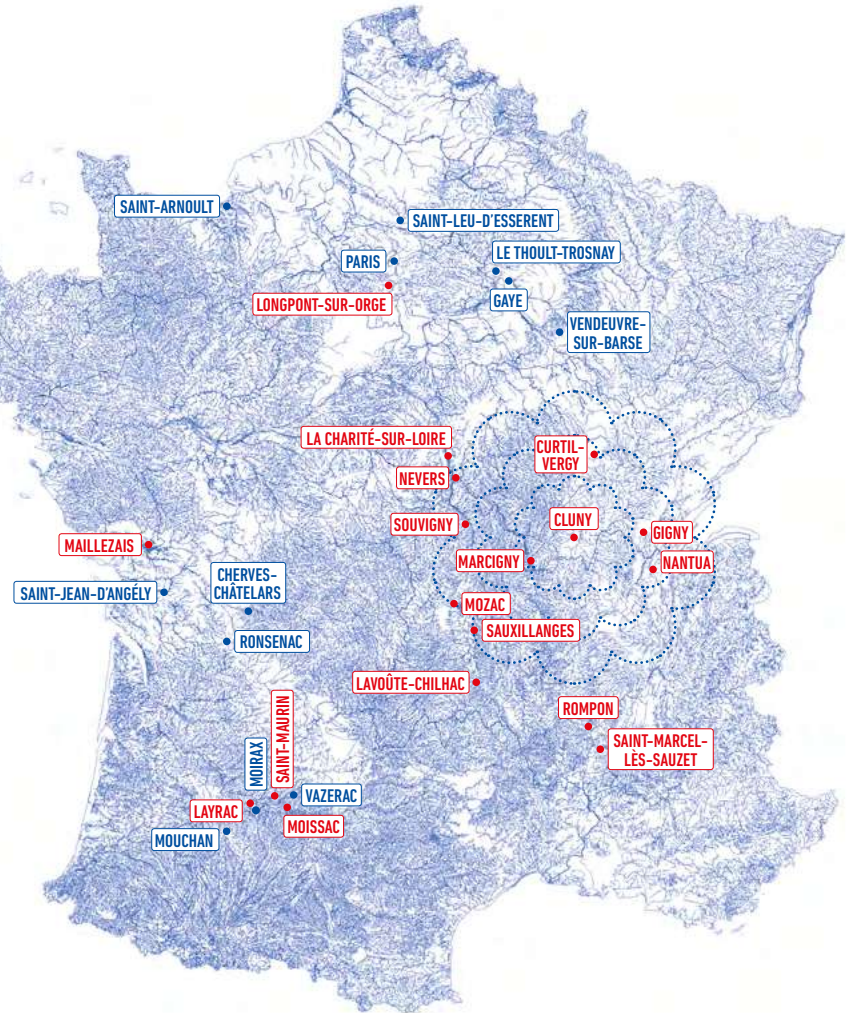 SAINT-ARNOULT
SAINT-LEU-D'ESSERENT
PARIS
LE THOULT-TROSNAY
LONGPONT-SUR-ORGE
GAYE
VENDEUVRE-
SUR-BARSE
LA CHARITÉ-SUR-LOIRE
CURTIL-
VERGY
NEVERS
SOUVIGNY
CLUNY
GIGNY
MAILLEZAIS
MARCIGNY
NANTUA
CHERVES-
CHÂTELARS
SAINT-JEAN-D'ANGÉLY
MOZAC
SAUXILLANGES
RONSENAC
LAVOÛTE-CHILHAC
ROMPON
SAINT-MARCEL-
LÈS-SAUZET
MOIRAX
SAINT-MAURIN
VAZERAC
LAYRAC
MOISSAC
MOUCHAN